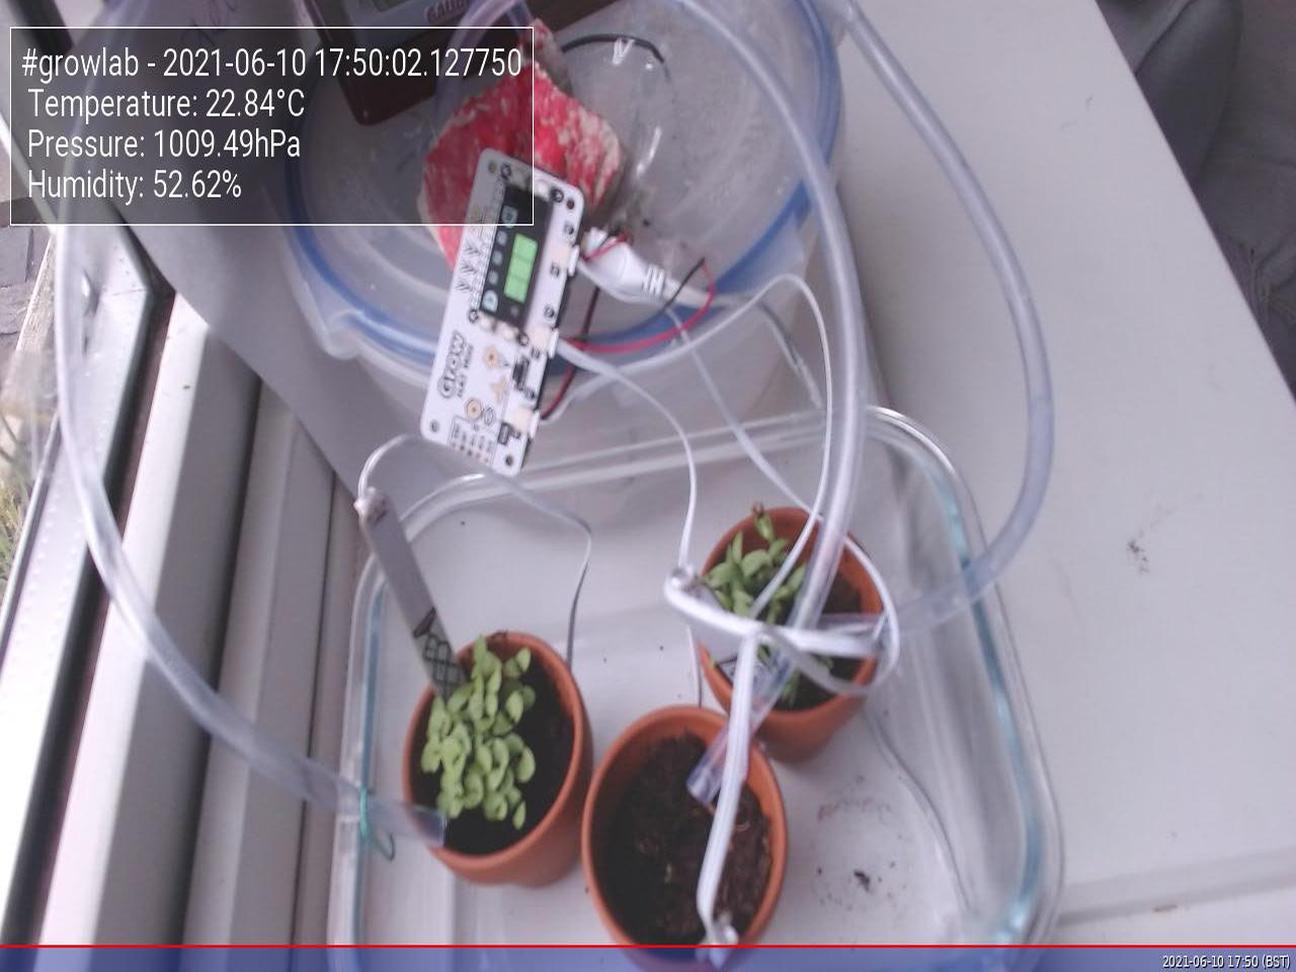 #growlab - 2021-06-10 17:50:02.127750
Temperature: 22.84°C
Pressure: 1009.49hPa
Humidity: 52.62%
GROW
2021-06-10 17:50 (BST)